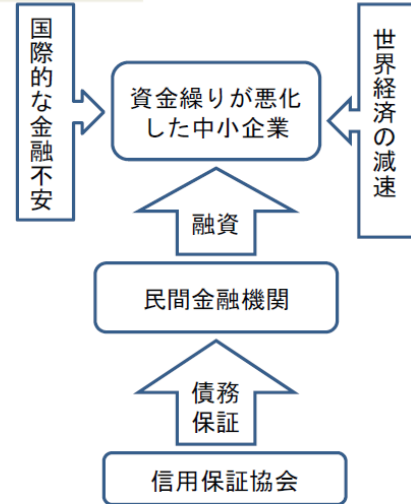 国際的な金融不安
資金繰りが悪化
した中小企業
世界経済の減速
融資
民間金融機関
債務
保証
信用保証協会